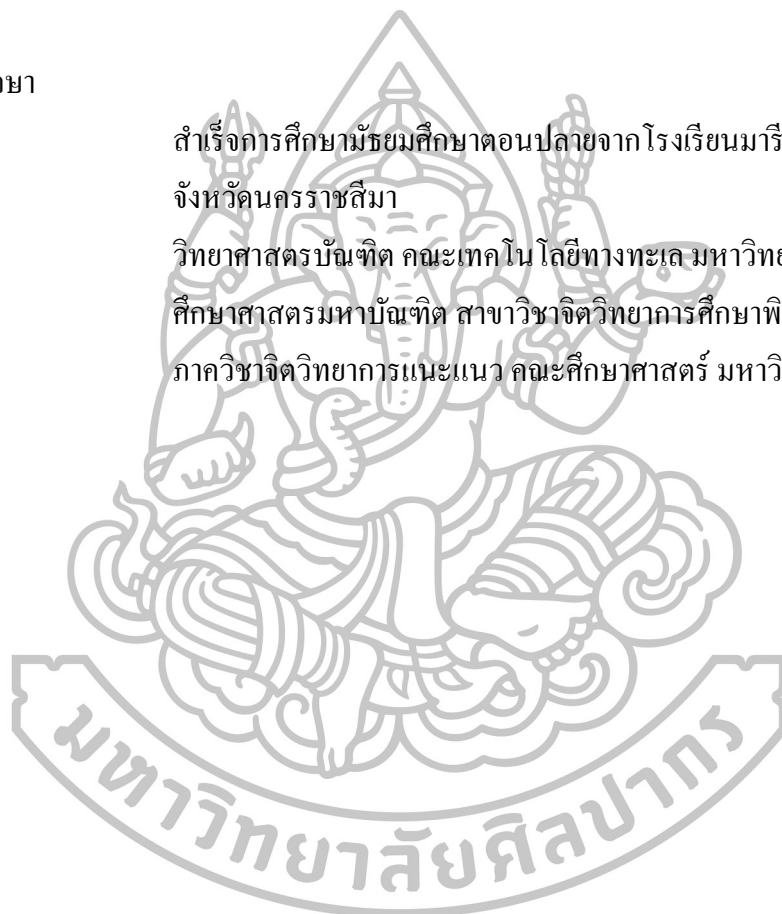 สำเร็จการศึกษามัธยมศึกษาตอนปลายจากโรงเรียนมารี
จังหวัดนครราชสีมา
วิทยาศาสตรบัณฑิต คณะเทคโนโลยีทางทะเล มหาวิทย
ศึกษาศาสตรมหาบัณฑิต สาขาวิชาจิตวิทยาการศึกษาพิ
ภาควิชาจิตวิทยาการแนะแนว คณะศึกษาศาสตร์ มหาวิ
มหาวิทยาลัยศิลปากร